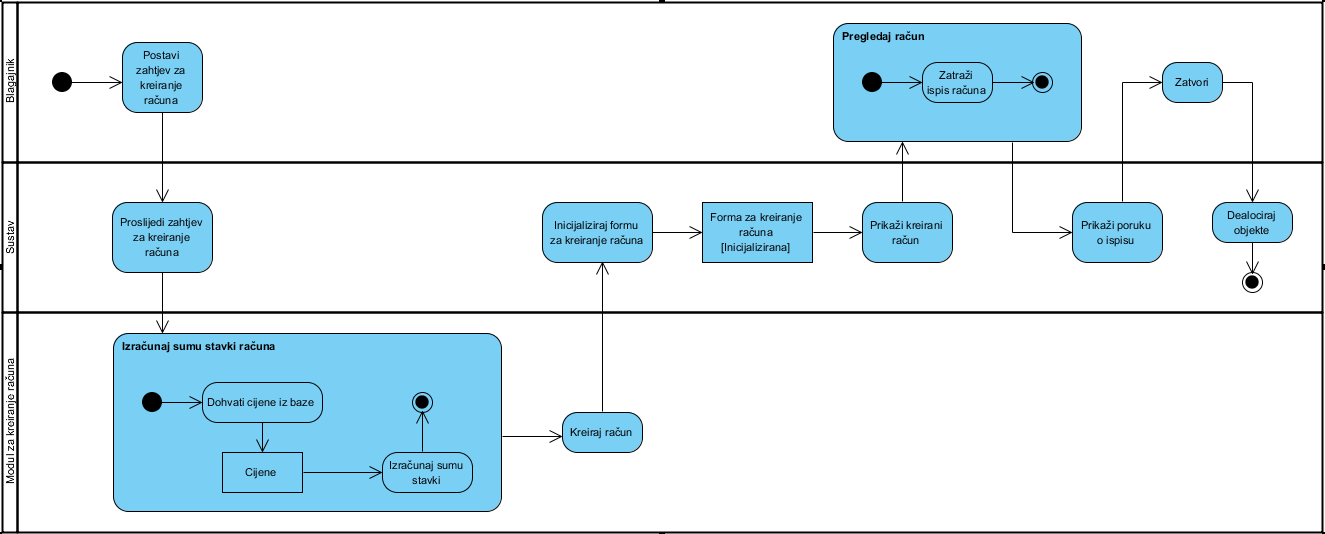 Blagajnik
Postavi
zahtjev za
kreiranje
računa
Pregledaj račun
Zatraži
ispis računa
Zatvori
Sustav
Proslijedi zahtjev
za kreiranje
računa
Inicijaliziraj formu
za kreiranje računa
Forma za kreiranje
računa
[Inicijalizirana]
Prikaži kreirani
račun
Prikaži poruku
o ispisu
Dealociraj
objekte
Modul za kreiranje računa
Izračunaj sumu stavki računa
Dohvati cijene iz baze
Cijene
Izračunaj sumu
stavki
Kreiraj račun